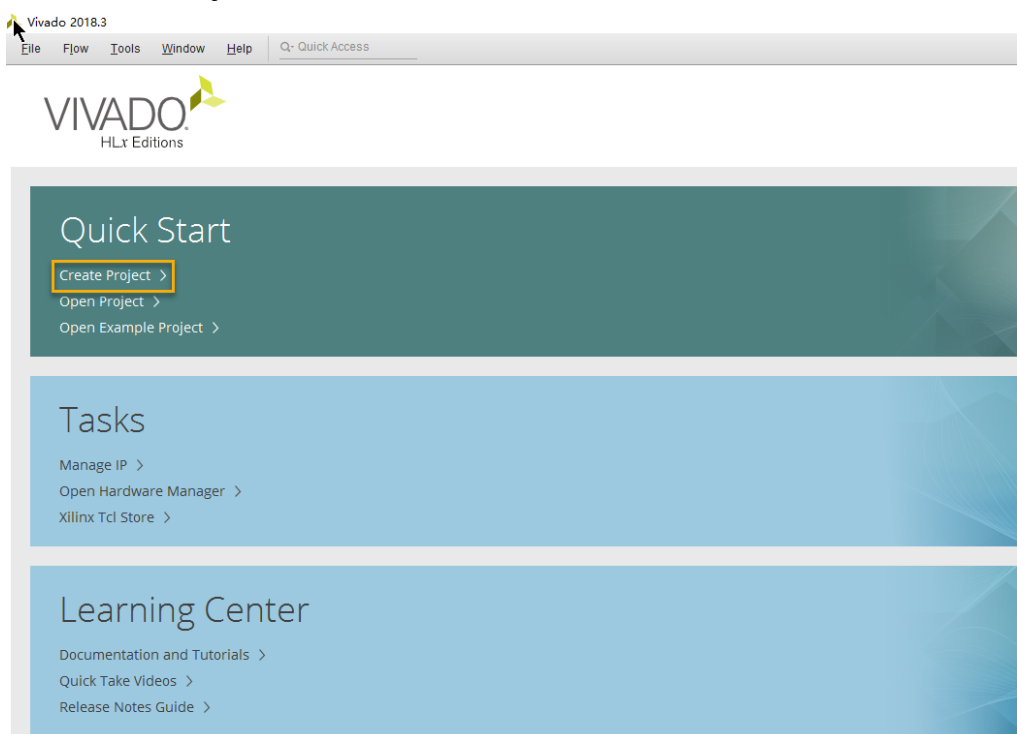 Vivado 2018.3
File Flow Tools Window Help Q- Quick Access
VIVADO.
HLx Editions
Quick Start
Create Project >
Open Project >
Open Example Project >
Tasks
Manage IP >
Open Hardware Manager >
Xilinx Tcl Store >
Learning Center
Documentation and Tutorials >
Quick Take Videos >
Release Notes Guide >